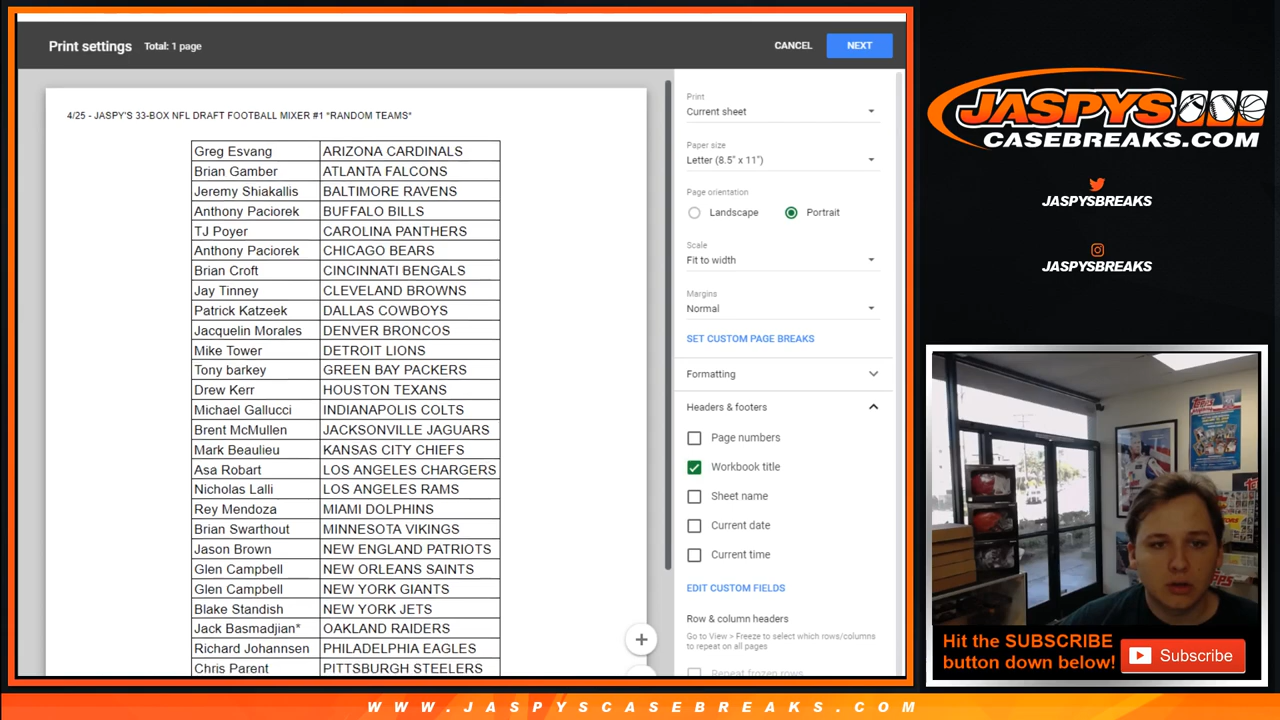 Print settings Total: 1 page CANCEL NEXT
4/25 - JASPY'S 33-BOX NFL DRAFT FOOTBALL MIXER #1 *RANDOM TEAMS*
Greg Esvang ARIZONA CARDINALS
Brian Gamber ATLANTA FALCONS
Jeremy Shiakallis BALTIMORE RAVENS
Anthony Paciorek BUFFALO BILLS
TJ Poyer CAROLINA PANTHERS
Anthony Paciorek CHICAGO BEARS
Brian Croft CINCINNATI BENGALS
Jay Tinney CLEVELAND BROWNS
Patrick Katzeek DALLAS COWBOYS
Jacquelin Morales DENVER BRONCOS
Mike Tower DETROIT LIONS
Tony barkey GREEN BAY PACKERS
Drew Kerr HOUSTON TEXANS
Michael Gallucci INDIANAPOLIS COLTS
Brent McMullen JACKSONVILLE JAGUARS
Mark Beaulieu KANSAS CITY CHIEFS
Asa Robart LOS ANGELES CHARGERS
Nicholas Lalli LOS ANGELES RAMS
Rey Mendoza MIAMI DOLPHINS
Brian Swarthout MINNESOTA VIKINGS
Jason Brown NEW ENGLAND PATRIOTS
Glen Campbell NEW ORLEANS SAINTS
Glen Campbell NEW YORK GIANTS
Blake Standish NEW YORK JETS
Jack Basmadjian* OAKLAND RAIDERS
Richard Johannsen PHILADELPHIA EAGLES
Chris Parent PITTSBURGH STEELERS
Print
Current sheet
Paper size
Letter (8.5" x 11")
Page orientation
Landscape Portrait
Scale
Fit to width
Margins
Normal
SET CUSTOM PAGE BREAKS
Formatting
Headers & footers
Page numbers
Workbook title
Sheet name
Current date
Current time
EDIT CUSTOM FIELDS
Row & column headers
Go to View > Freeze to select which rows/columns
to repeat on all pages
Repeat frozen rows
JASPYS
CASEBREAKS.COM
JASPYSBREAKS
JASPYSBREAKS
Hit the SUBSCRIBE
button down below!
Subscribe
WWW.JASPYSCASEBREAKS.COM